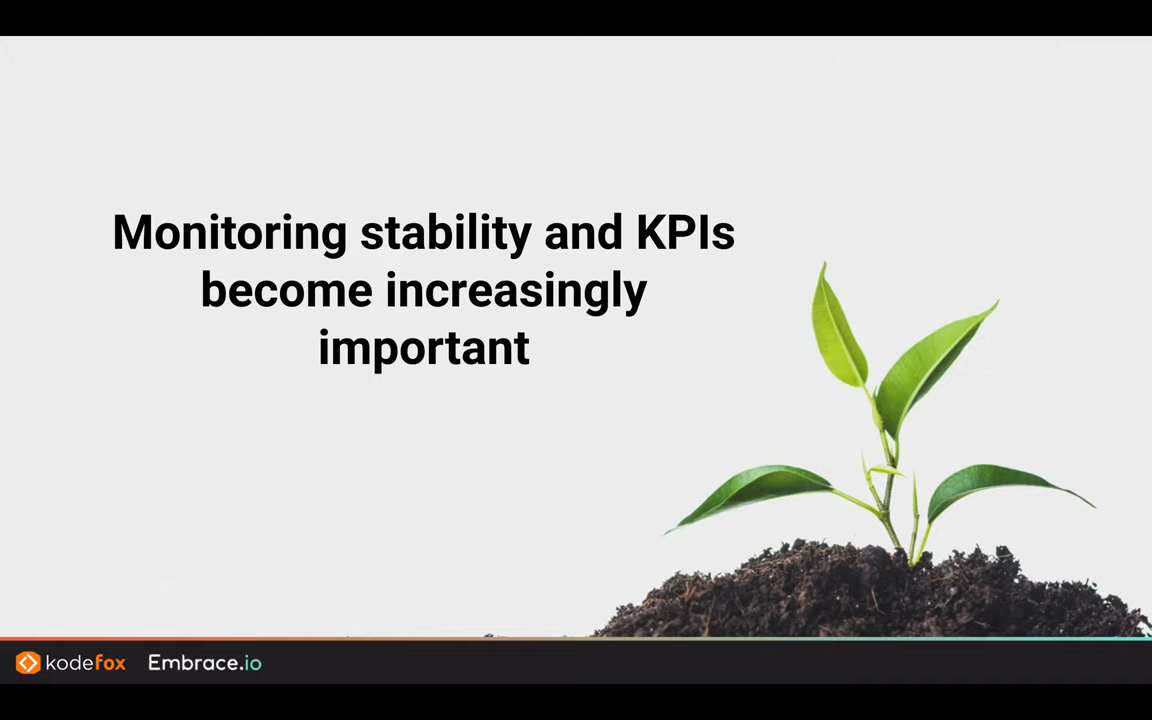 Monitoring stability and KPIs
become increasingly
important
kodefox Embrace.io